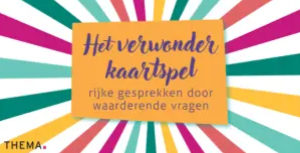 Het verwonder
kaartspel
rijke gesprekken door
waarderende vragen
THEMA.